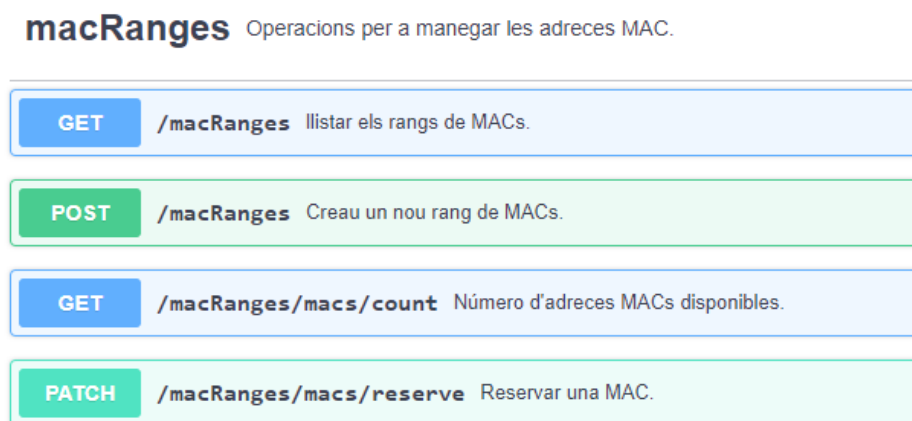 macRanges Operacions per a manegar les adreces MAC.
GET /macRanges llistar els rangs de MACs.
POST /macRanges Creau un nou rang de MACs.
GET /macRanges/macs/count Número d'adreces MACs disponibles.
PATCH /macRanges/macs/reserve Reservar una MAC.